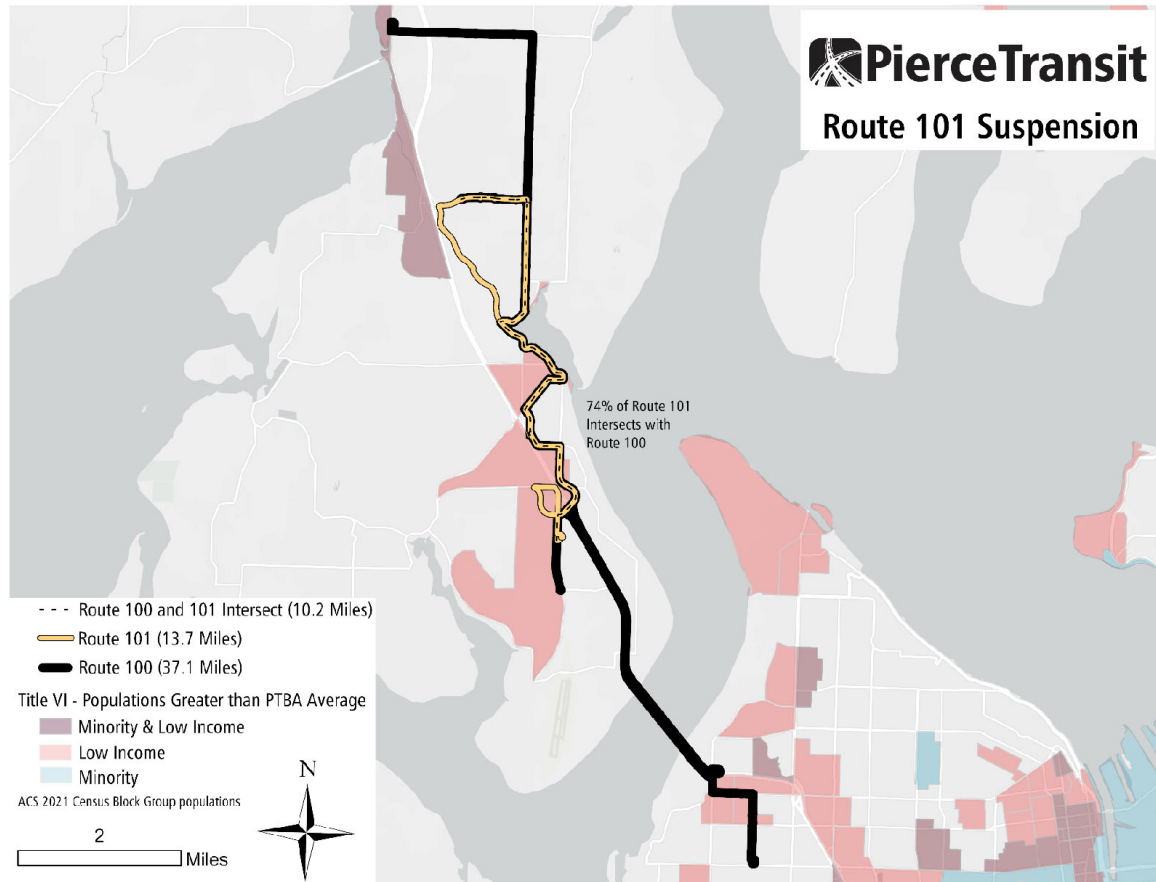 PierceTransit
Route 101 Suspension
74% of Route 101
Intersects with
Route 100
- - - Route 100 and 101 Intersect (10.2 Miles)
Route 101 (13.7 Miles)
Route 100 (37.1 Miles)
Title VI - Populations Greater than PTBA Average
Minority & Low Income
Low Income
Minority
ACS 2021 Census Block Group populations
N
2
Miles